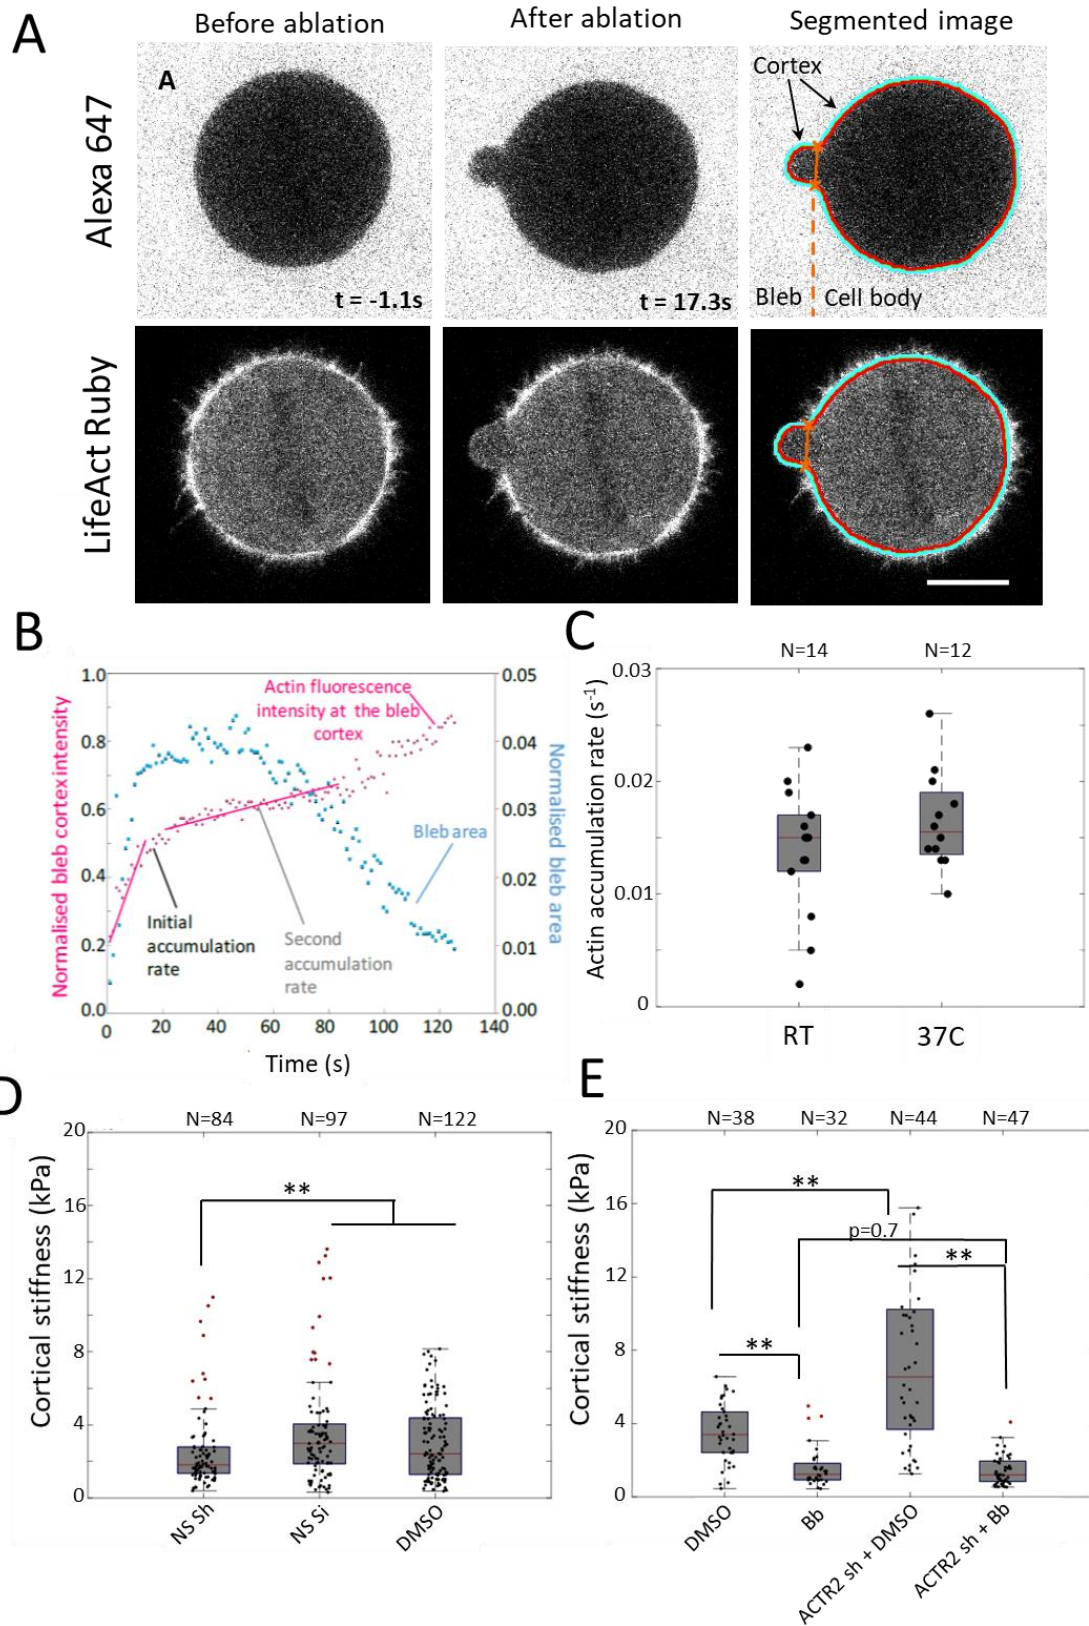 A
Before ablation
After ablation
Segmented image
Alexa 647
A
t = -1.1s
t = 17.3s
Cortex
Bleb
Cell body
LifeAct Ruby
B
Normalised bleb cortex intensity
1.0
0.8
0.6
0.4
0.2
0.0
Actin fluorescence
intensity at the bleb
cortex
Bleb area
Initial
accumulation
rate
Second
accumulation
rate
0.05
0.04
0.03
0.02
0.01
0.00
Normalised bleb area
0
20
40
60
80
100
120
140
Time (s)
C
N=14
N=12
Actin accumulation rate (s-1)
0.03
0.02
0.01
0
RT
37C
D
N=84
N=97
N=122
Cortical stiffness (kPa)
20
16
12
8
4
0
**
NS Sh
NS Si
DMSO
E
N=38
N=32
N=44
N=47
Cortical stiffness (kPa)
20
16
12
8
4
0
**
p=0.7
**
**
DMSO
Bb
ACTR2 sh + DMSO
ACTR2 sh + Bb